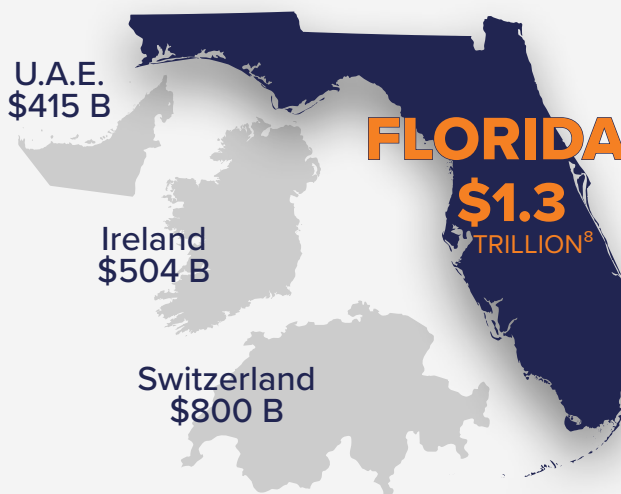 U.A.E.
$415 B
FLORIDA
$1.3
TRILLION⁸
Ireland
$504 B
Switzerland
$800 B